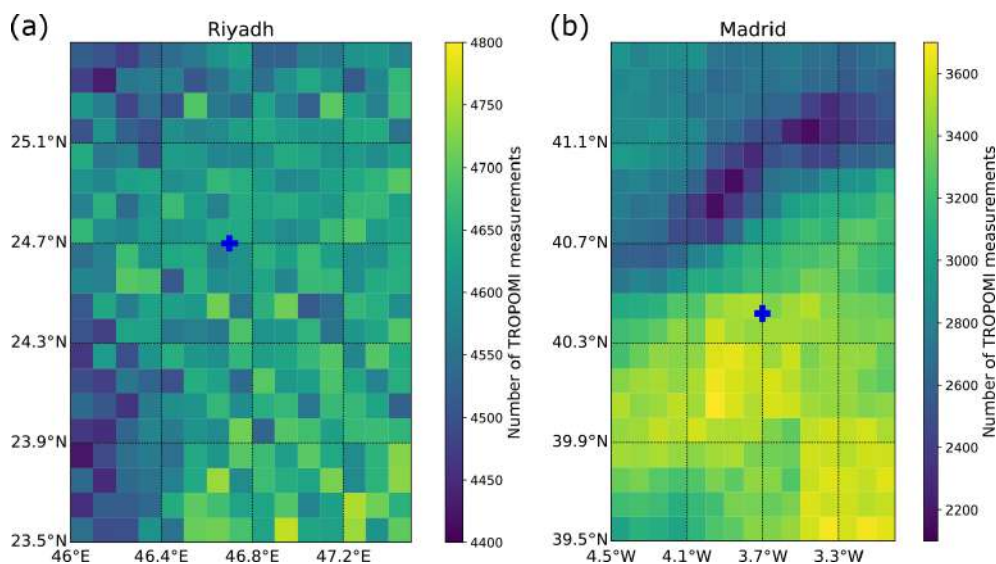 (a)
Riyadh
25.1°N
24.7°N
24.3°N
23.9°N
23.5°N
46°E
46.4°E
46.8°E
47.2°E
4800
4750
4700
4650
4600
4550
4500
4450
4400
Number of TROPOMI measurements
(b)
Madrid
41.1°N
40.7°N
40.3°N
39.9°N
39.5°N
4.5°W
4.1°W
3.7°W
3.3°W
3600
3400
3200
3000
2800
2600
2400
2200
Number of TROPOMI measurements